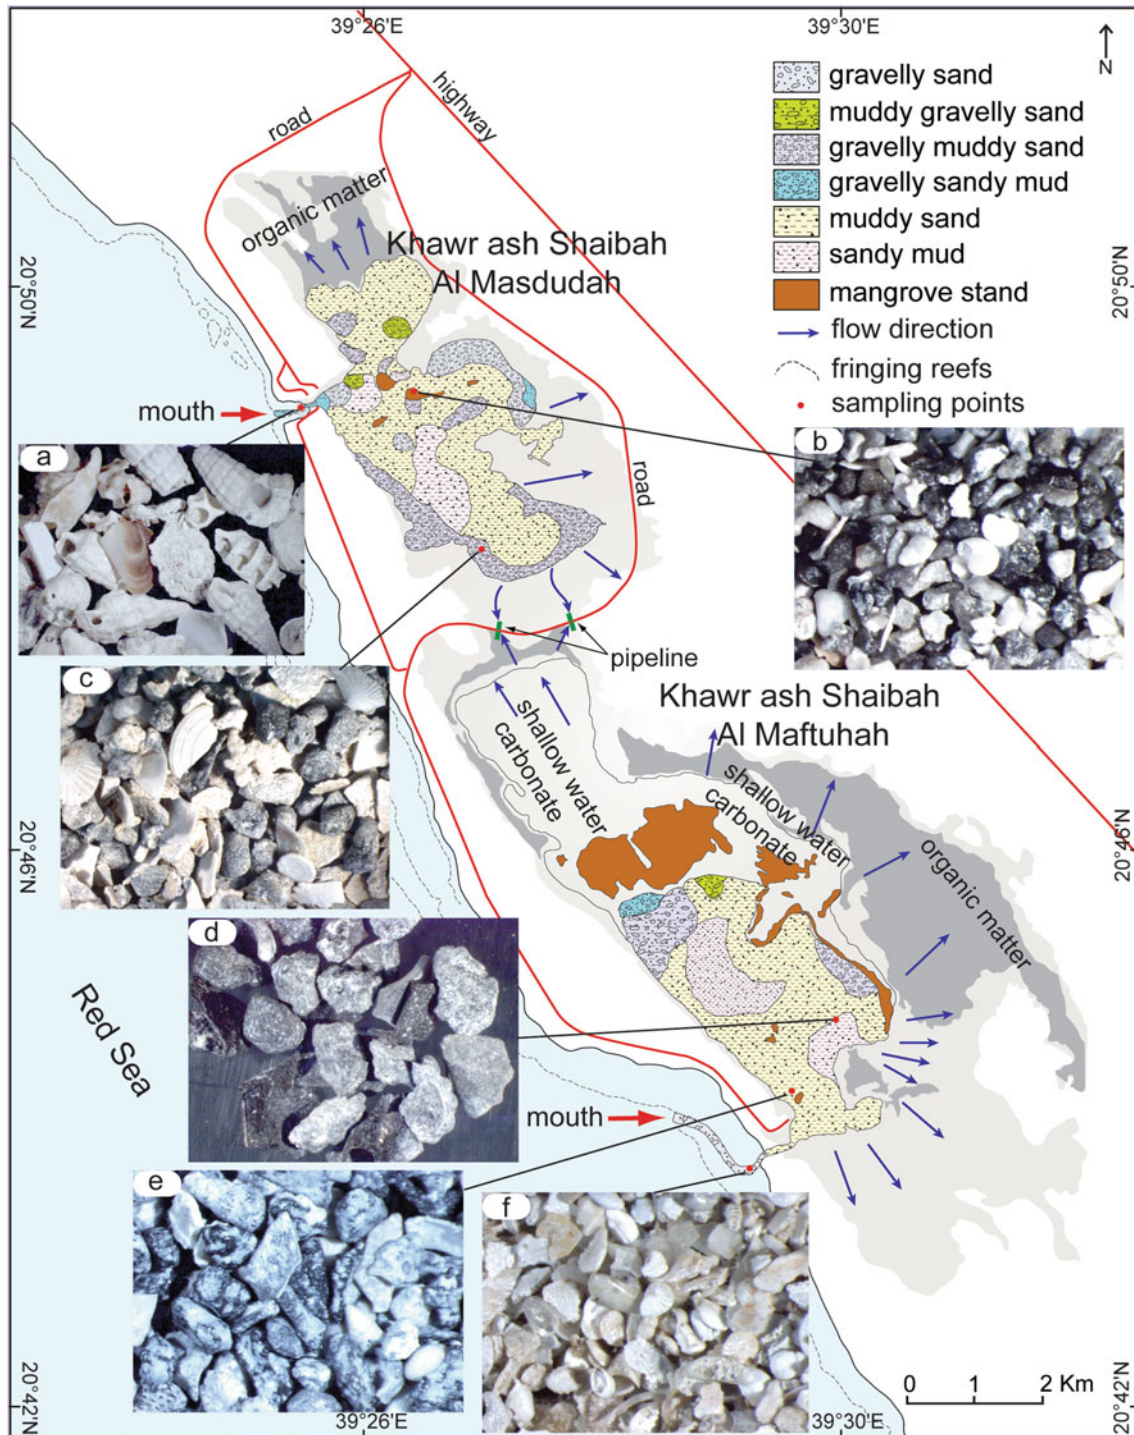 39°26'E
39°30'E
N
gravelly sand
muddy gravelly sand
gravelly muddy sand
gravelly sandy mud
muddy sand
sandy mud
mangrove stand
flow direction
fringing reefs
sampling points
highway
road
organic matter
Khawr ash Shaibah
Al Masdudah
20°50'N
20°50'N
mouth
road
a
b
c
pipeline
Khawr ash Shaibah
Al Maftuhah
shallow water
carbonate
shallow water
carbonate
organic matter
20°46'N
20°46'N
d
Red Sea
mouth
e
f
0 1 2 Km
20°42'N
20°42'N
39°26'E
39°30'E